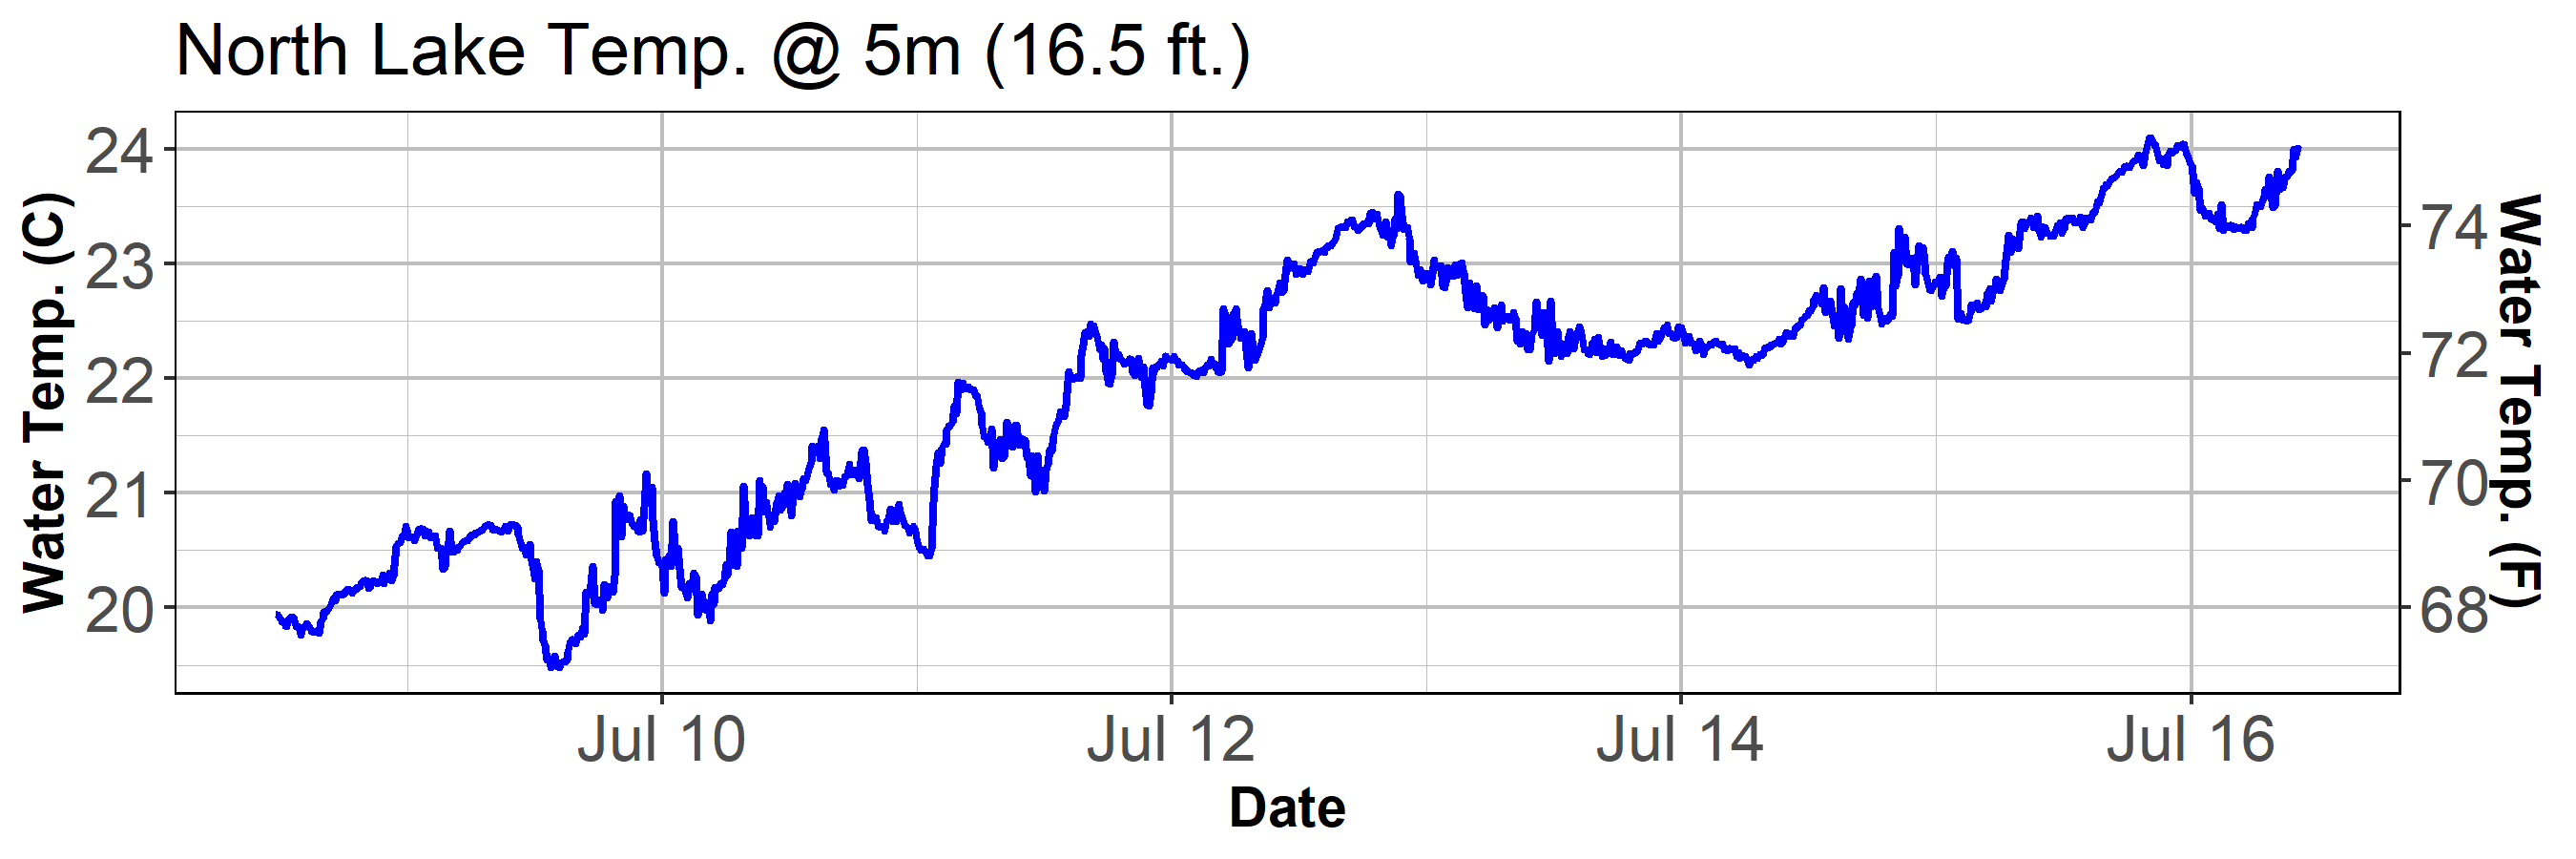 North Lake Temp. @ 5m (16.5 ft.)
Water Temp. (C)
24
23
22
21
20
74
72
70
68
Water Temp. (F)
Jul 10 Jul 12 Jul 14 Jul 16
Date